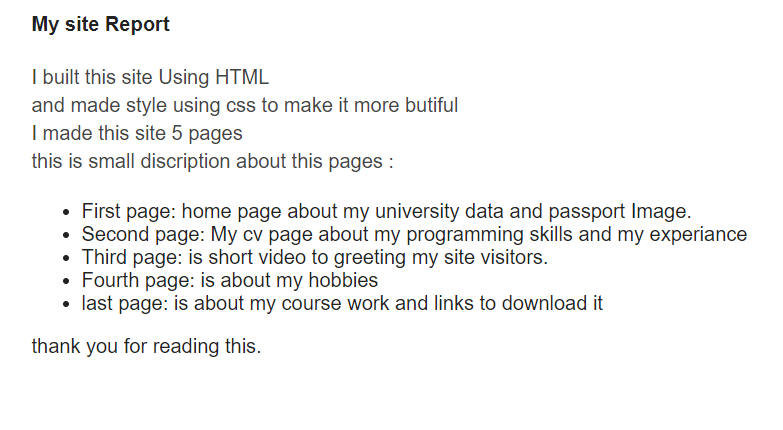 My site Report
I built this site Using HTML
and made style using css to make it more butiful
I made this site 5 pages
this is small discription about this pages :
• First page: home page about my university data and passport Image.
• Second page: My cv page about my programming skills and my experiance
• Third page: is short video to greeting my site visitors.
• Fourth page: is about my hobbies
• last page: is about my course work and links to download it
thank you for reading this.